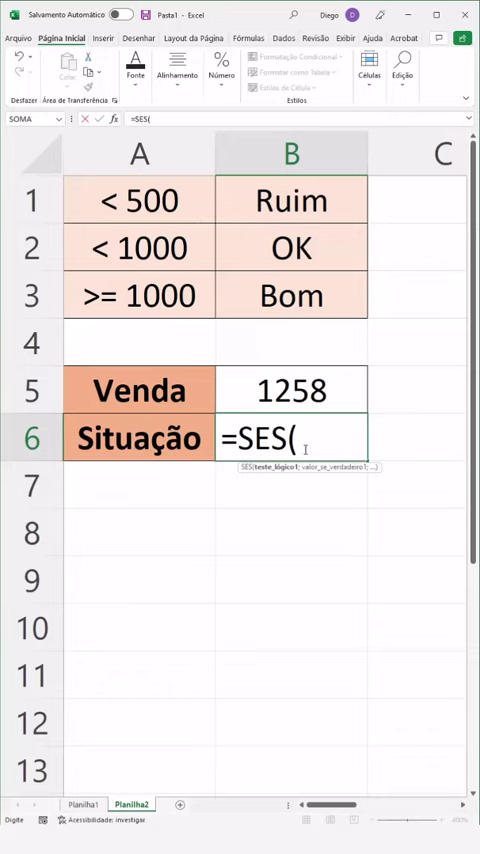 Salvamento Automático Pasta1 - Excel Diego D
Arquivo Página Inicial Inserir Desenhar Layout da Página Fórmulas Dados Revisão Exibir Ajuda Acrobat
Colar
Fonte
Alinhamento
Número
Formatação Condicional
Formatar como Tabela
Estilos de Célula
Células
Edição
Desfazer Área de Transferência Estilos
SOMA fx =SES(
A B C
1 < 500 Ruim
2 < 1000 OK
3 >= 1000 Bom
4
5 Venda 1258
6 Situação =SES(
SES(teste_lógico1; valor_se_verdadeiro1; ...)
7
8
9
10
11
12
13
Planilha1 Planilha2
Digite Acessibilidade: investigar 400%